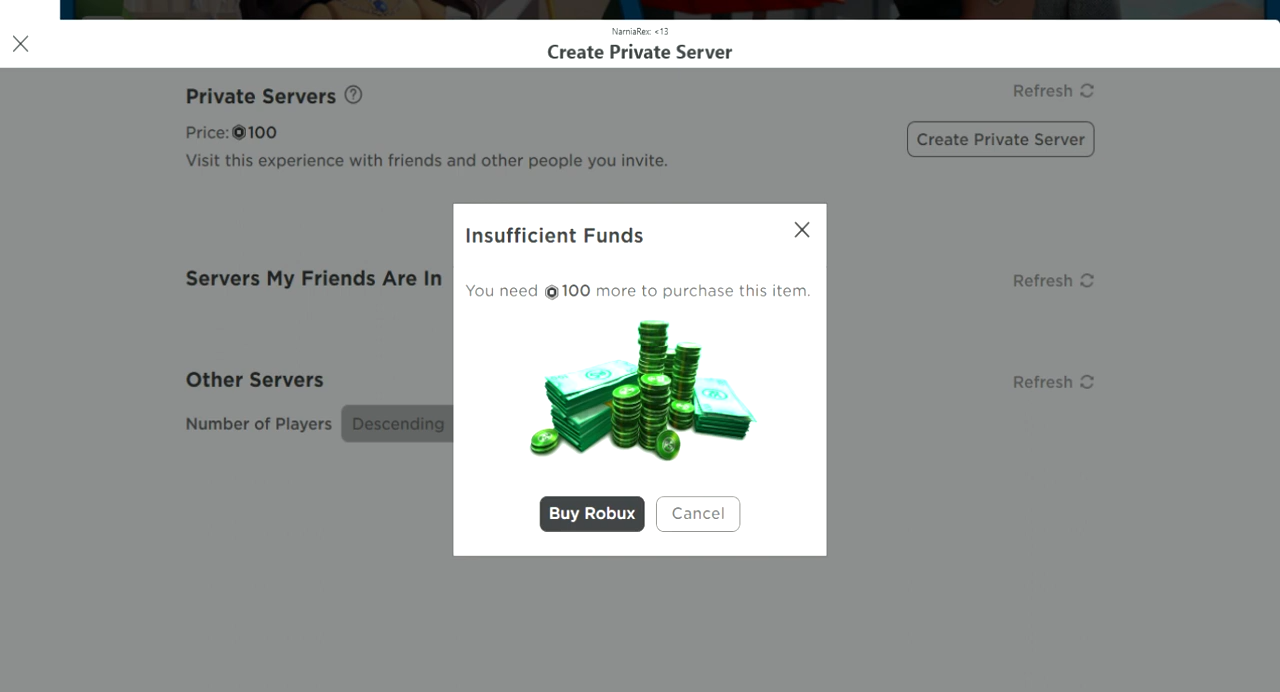 NarniaRex: <13
Create Private Server
Private Servers
Refresh
Price: 100
Create Private Server
Visit this experience with friends and other people you invite.
Insufficient Funds
Servers My Friends Are In
Refresh
You need 100 more to purchase this item.
Other Servers
Refresh
Number of Players Descending
Buy Robux Cancel